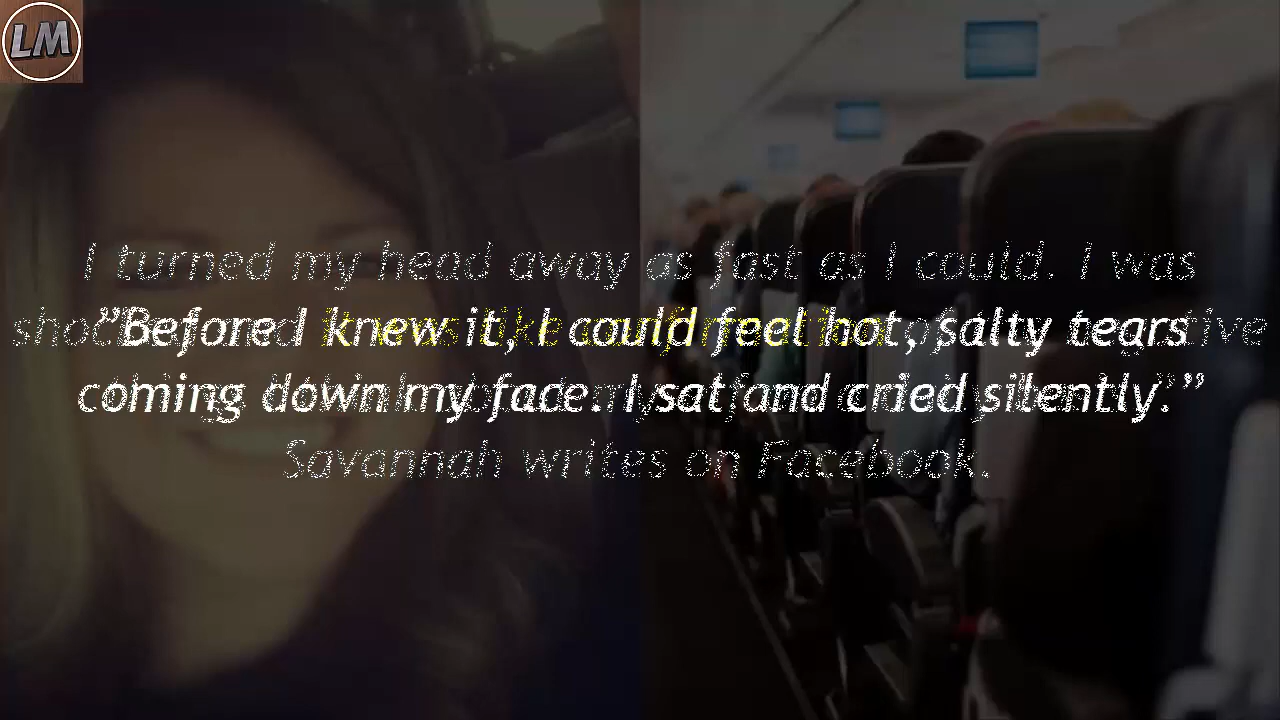 LM
I turned my head away as fast as I could. I was
”Before I knew it, I could feel hot, salty tears
coming down my face. I sat and cried silently.”
Savannah writes on Facebook.